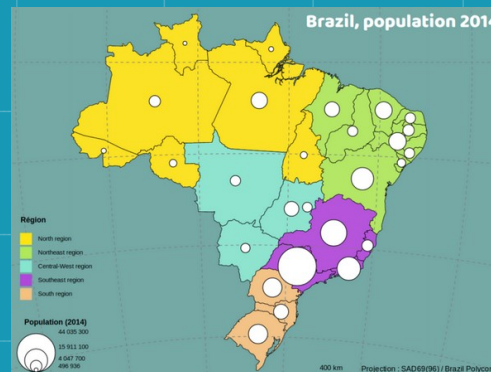 Brazil, population 2014
Région
North region
Northeast region
Central-West region
Southeast region
South region
Population (2014)
44 035 300
15 911 100
4 047 700
496 936
400 km
Projection : SAD69(96) / Brazil Polyco